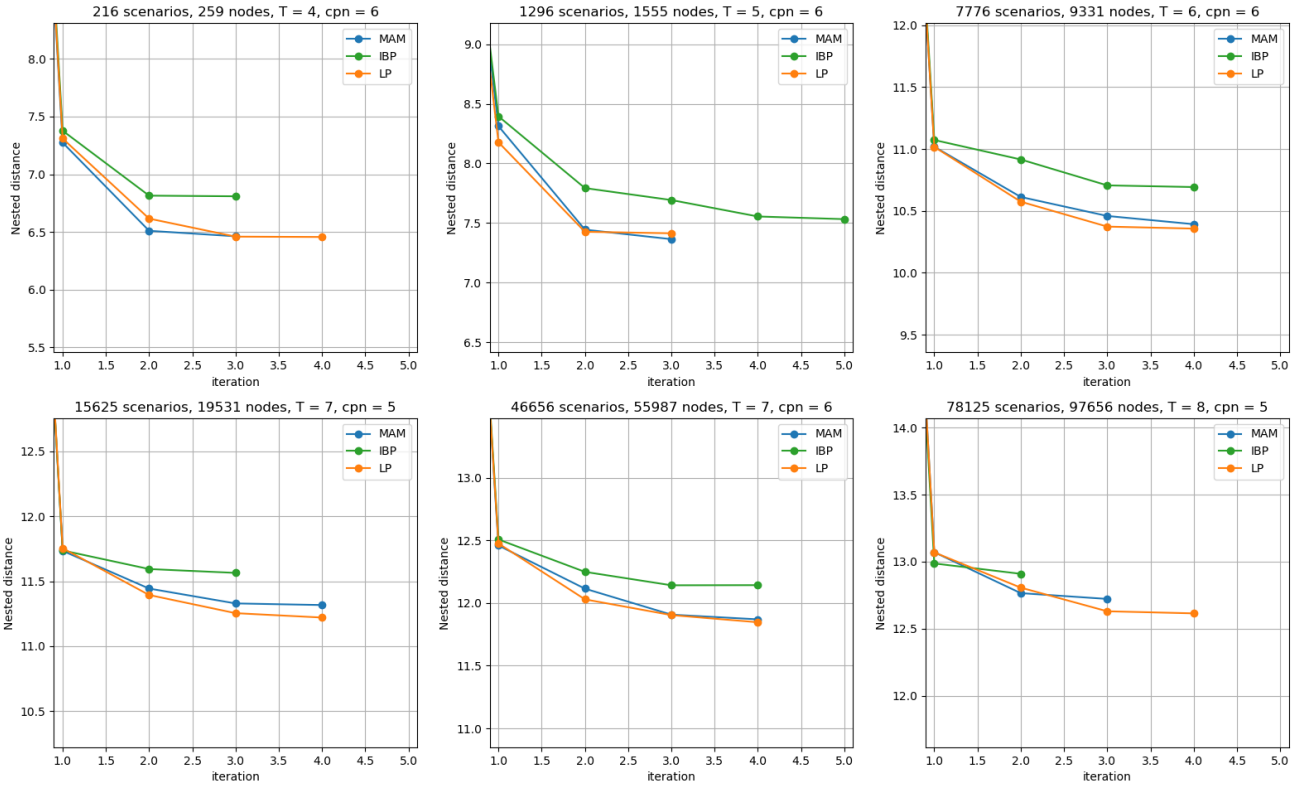 216 scenarios, 259 nodes, T = 4, cpn = 6
MAM
IBP
LP
8.0
7.5
7.0
6.5
6.0
5.5
Nested distance
1.0 1.5 2.0 2.5 3.0 3.5 4.0 4.5 5.0
iteration
1296 scenarios, 1555 nodes, T = 5, cpn = 6
MAM
IBP
LP
9.0
8.5
8.0
7.5
7.0
6.5
Nested distance
1.0 1.5 2.0 2.5 3.0 3.5 4.0 4.5 5.0
iteration
7776 scenarios, 9331 nodes, T = 6, cpn = 6
MAM
IBP
LP
12.0
11.5
11.0
10.5
10.0
9.5
Nested distance
1.0 1.5 2.0 2.5 3.0 3.5 4.0 4.5 5.0
iteration
15625 scenarios, 19531 nodes, T = 7, cpn = 5
MAM
IBP
LP
12.5
12.0
11.5
11.0
10.5
Nested distance
1.0 1.5 2.0 2.5 3.0 3.5 4.0 4.5 5.0
iteration
46656 scenarios, 55987 nodes, T = 7, cpn = 6
MAM
IBP
LP
13.0
12.5
12.0
11.5
11.0
Nested distance
1.0 1.5 2.0 2.5 3.0 3.5 4.0 4.5 5.0
iteration
78125 scenarios, 97656 nodes, T = 8, cpn = 5
MAM
IBP
LP
14.0
13.5
13.0
12.5
12.0
Nested distance
1.0 1.5 2.0 2.5 3.0 3.5 4.0 4.5 5.0
iteration